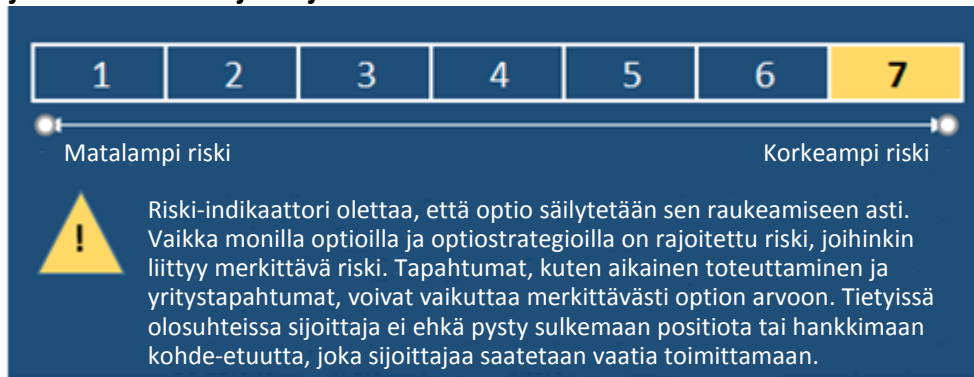 1 2 3 4 5 6 7
Matalampi riski Korkeampi riski
!
Riski-indikaattori olettaa, että optio säilytetään sen raukeamiseen asti.
Vaikka monilla optioilla ja optiostrategioilla on rajoitettu riski, joihinkin
liittyy merkittävä riski. Tapahtumat, kuten aikainen toteuttaminen ja
yritystapahtumat, voivat vaikuttaa merkittävästi option arvoon. Tietyissä
olosuhteissa sijoittaja ei ehkä pysty sulkemaan positiota tai hankkimaan
kohde-etuutta, joka sijoittajaa saatetaan vaatia toimittamaan.